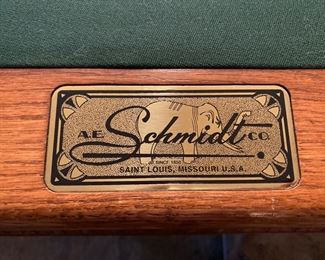 A.E. Schmidt CO.
SINCE 1850
SAINT LOUIS, MISSOURI U.S.A.